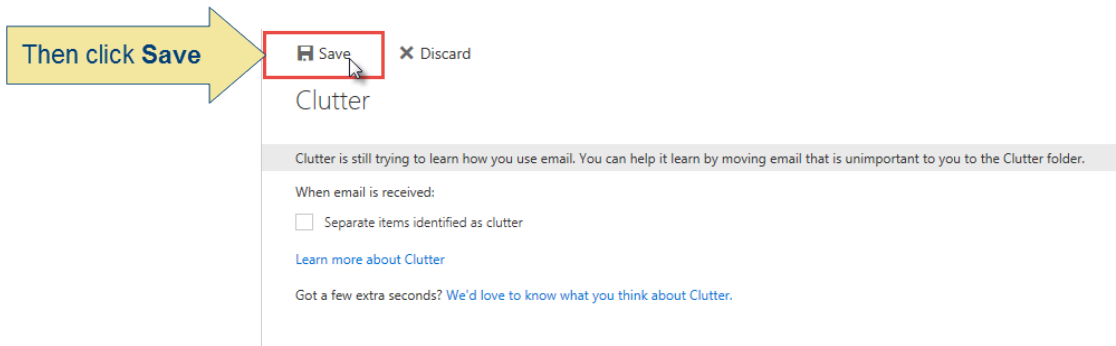 Then click Save
Save
Discard
Clutter
Clutter is still trying to learn how you use email. You can help it learn by moving email that is unimportant to you to the Clutter folder.
When email is received:
Separate items identified as clutter
Learn more about Clutter
Got a few extra seconds? We'd love to know what you think about Clutter.